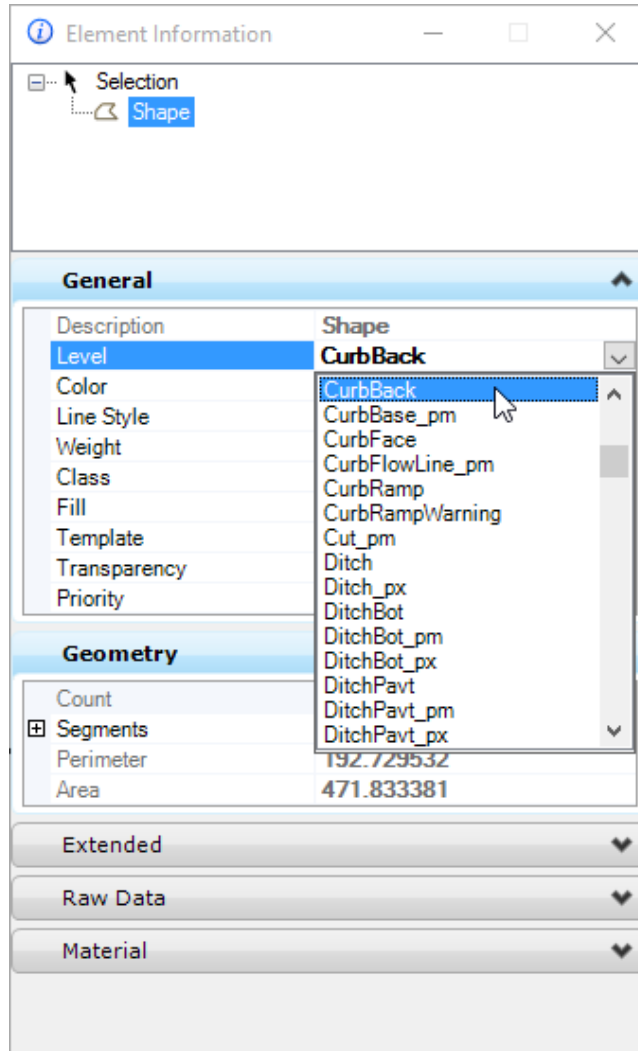 Element Information
Selection
Shape
General
Description Shape
Level CurbBack
Color
Line Style
Weight
Class
Fill
Template
Transparency
Priority
CurbBack
CurbBase_pm
CurbFace
CurbFlowLine_pm
CurbRamp
CurbRampWarning
Cut_pm
Ditch
Ditch_px
DitchBot
DitchBot_pm
DitchBot_px
DitchPavt
DitchPavt_pm
DitchPavt_px
Geometry
Count
Segments
Perimeter 192.729532
Area 471.833381
Extended
Raw Data
Material